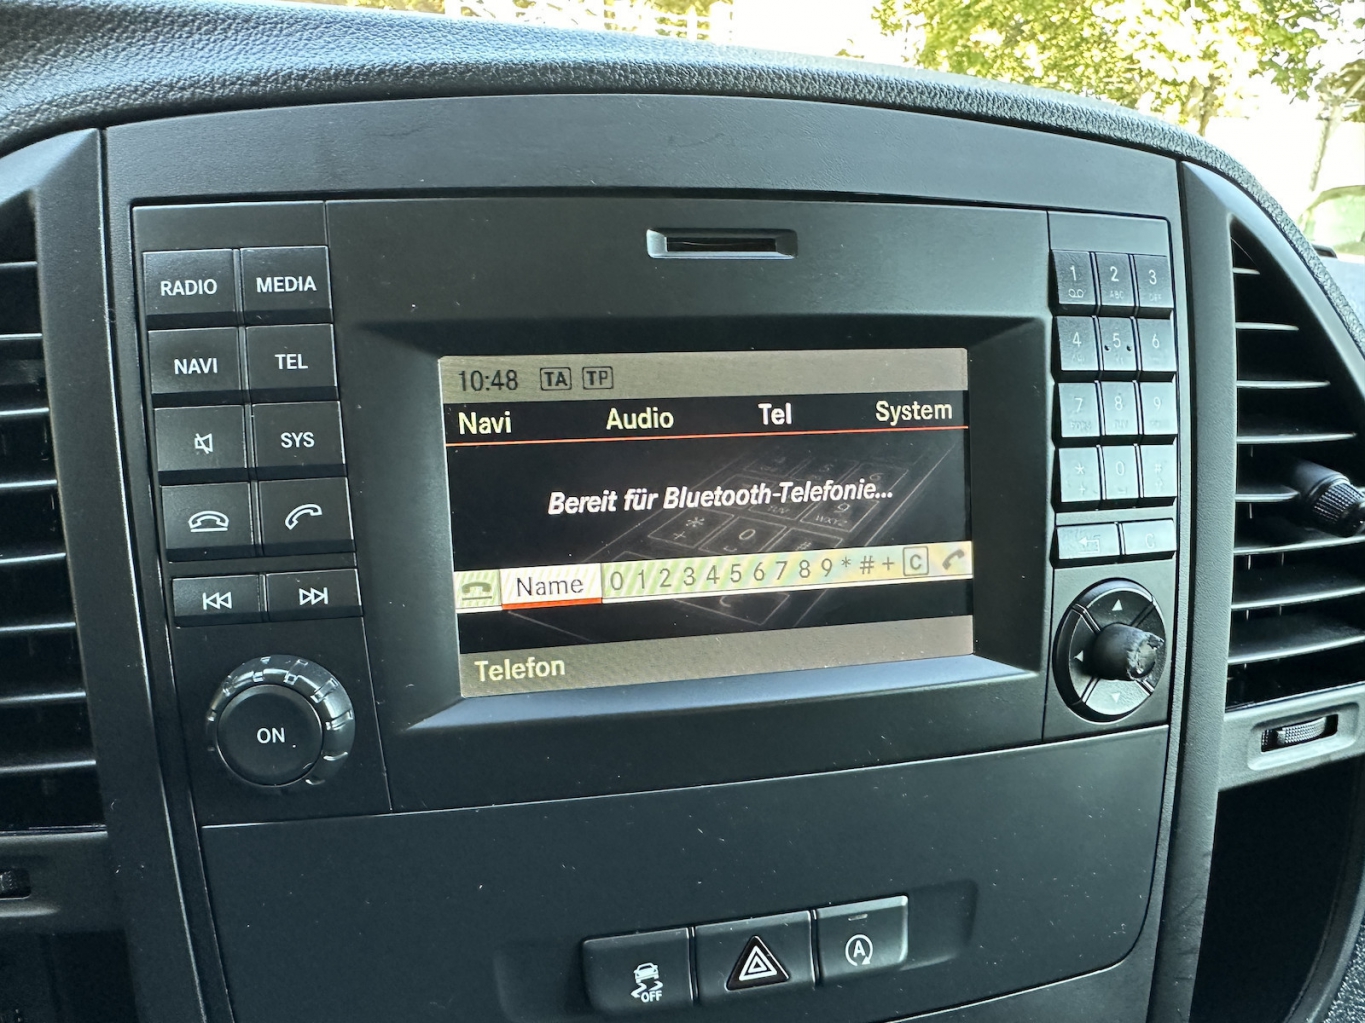 RADIO MEDIA
NAVI TEL
SYS
ON
10:48 TA TP
Navi Audio Tel System
Bereit für Bluetooth-Telefonie...
Name 0 1 2 3 4 5 6 7 8 9 * # + C
Telefon
1 2 3
4 5 6
7 8 9
* 0 #
OFF
A